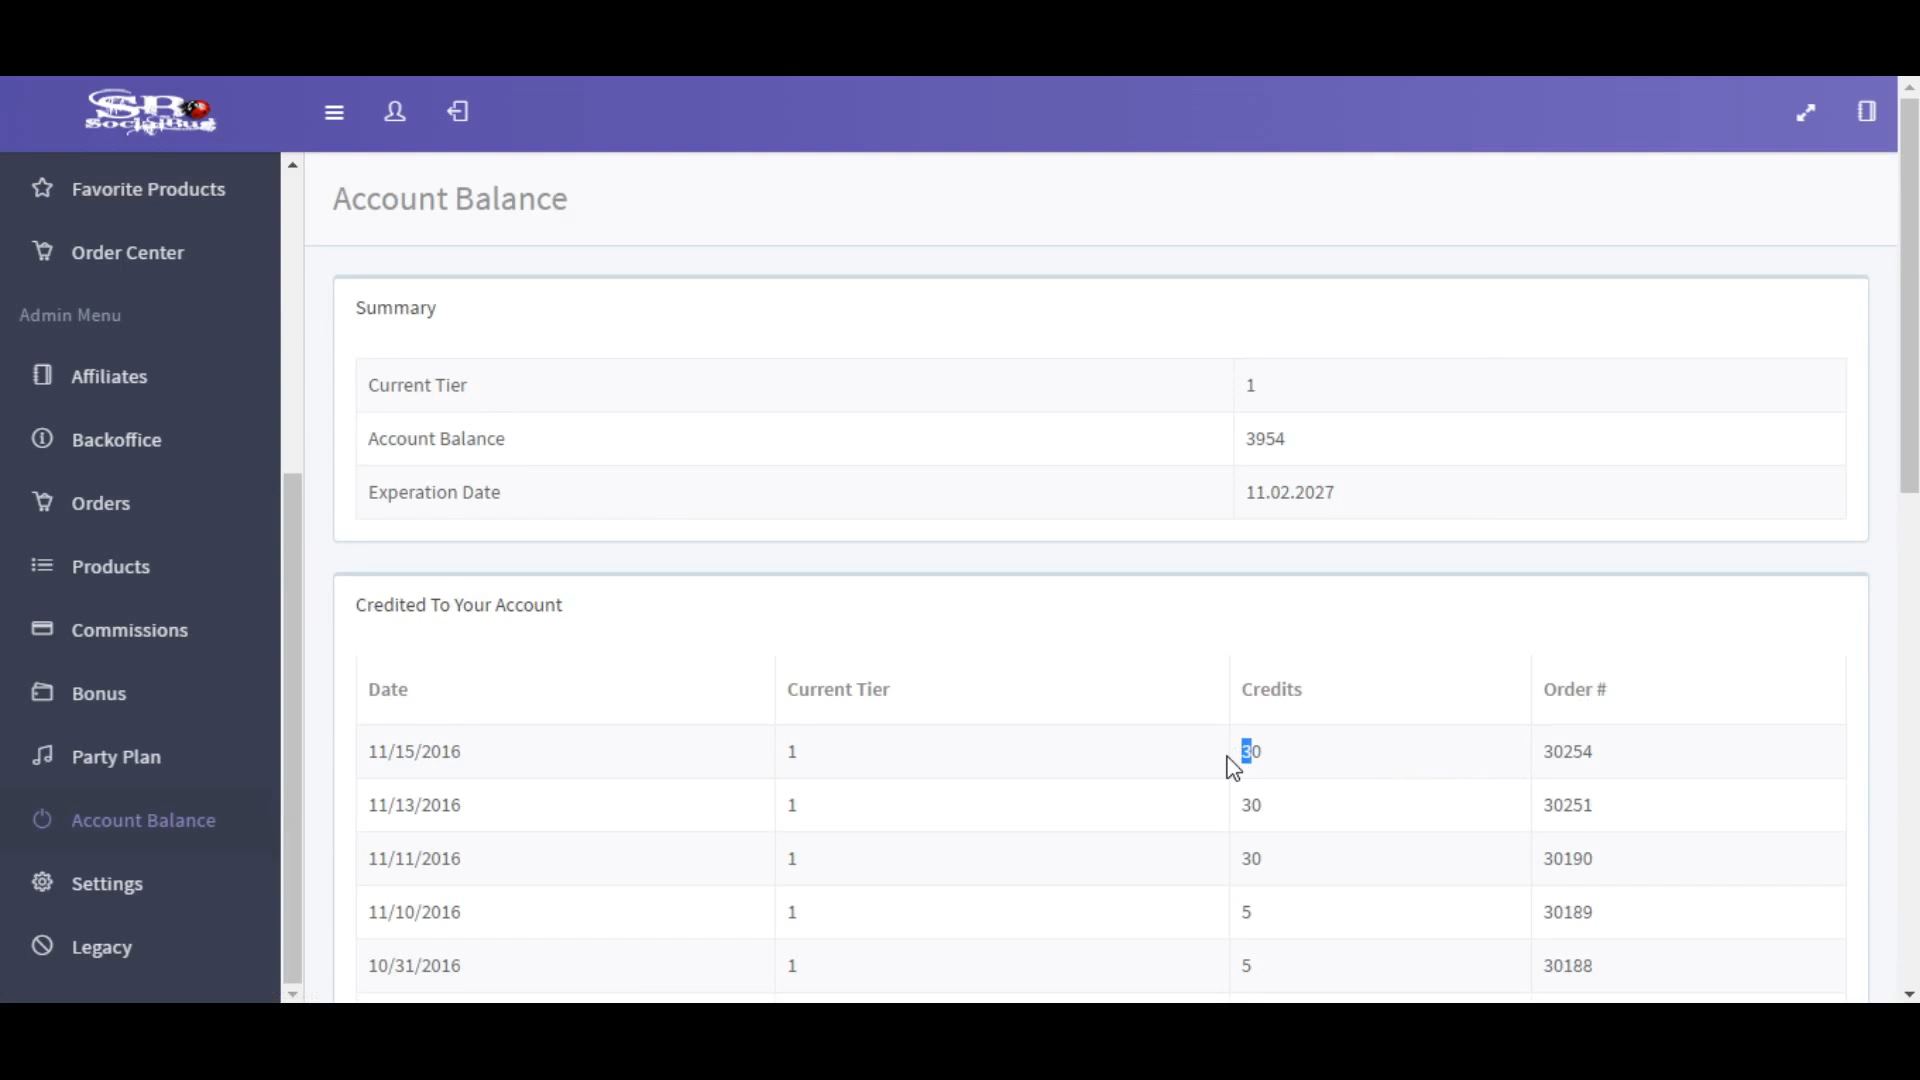 SB
SocialBug
Account Balance
Favorite Products
Order Center
Admin Menu
Affiliates
Backoffice
Orders
Products
Commissions
Bonus
Party Plan
Account Balance
Settings
Legacy
Summary
Current Tier 1
Account Balance 3954
Experation Date 11.02.2027
Credited To Your Account
Date Current Tier Credits Order #
11/15/2016 1 30 30254
11/13/2016 1 30 30251
11/11/2016 1 30 30190
11/10/2016 1 5 30189
10/31/2016 1 5 30188